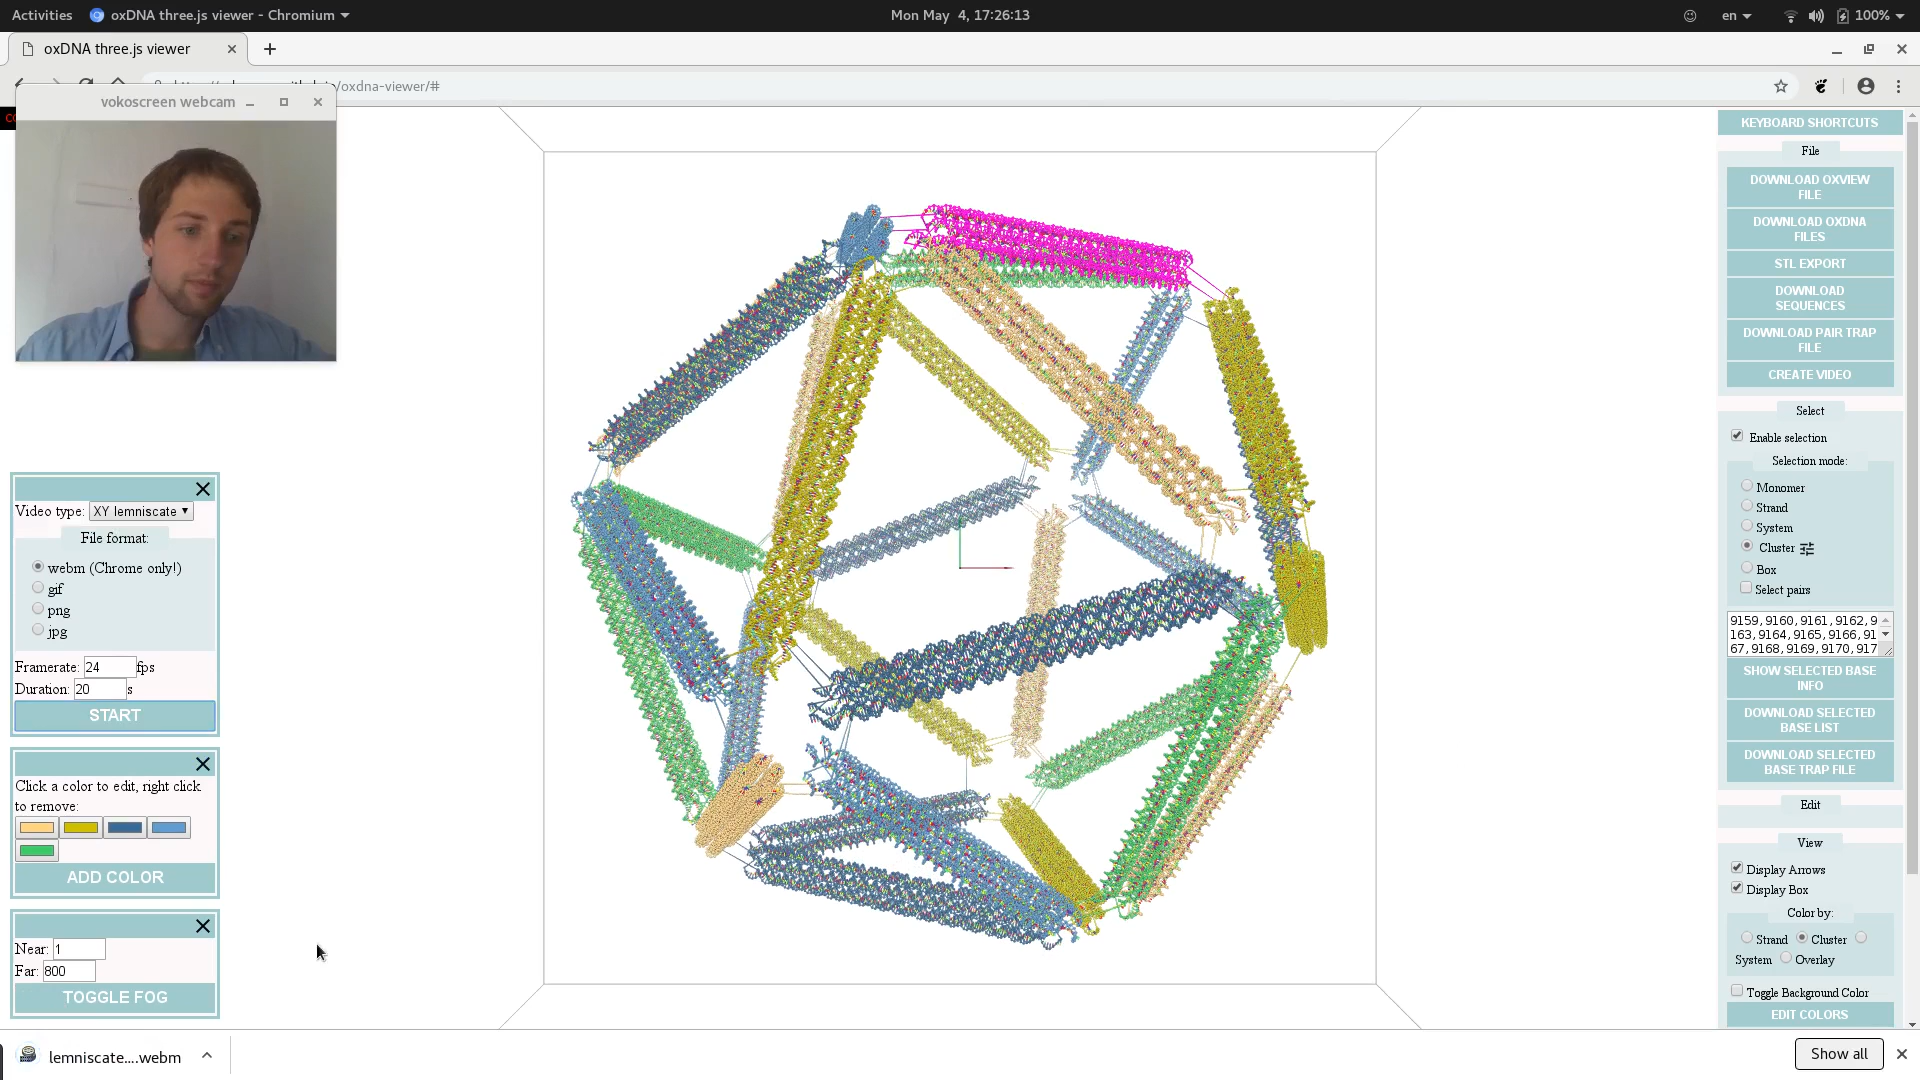 Activities
oxDNA three.js viewer - Chromium
Mon May 4, 17:26:13
en
100%
oxDNA three.js viewer
/oxdna-viewer/#
vokoscreen webcam
Video type: XY lemniscate
File format:
webm (Chrome only!)
gif
png
jpg
Framerate: 24 fps
Duration: 20 s
START
Click a color to edit, right click
to remove:
ADD COLOR
Near: 1
Far: 800
TOGGLE FOG
KEYBOARD SHORTCUTS
File
DOWNLOAD OXVIEW
FILE
DOWNLOAD OXDNA
FILES
STL EXPORT
DOWNLOAD
SEQUENCES
DOWNLOAD PAIR TRAP
FILE
CREATE VIDEO
Select
Enable selection
Selection mode:
Monomer
Strand
System
Cluster
Box
Select pairs
9159,9160,9161,9162,9
163,9164,9165,9166,91
67,9168,9169,9170,917
SHOW SELECTED BASE
INFO
DOWNLOAD SELECTED
BASE LIST
DOWNLOAD SELECTED
BASE TRAP FILE
Edit
View
Display Arrows
Display Box
Color by:
Strand Cluster
System Overlay
Toggle Background Color
EDIT COLORS
lemniscate....webm
Show all